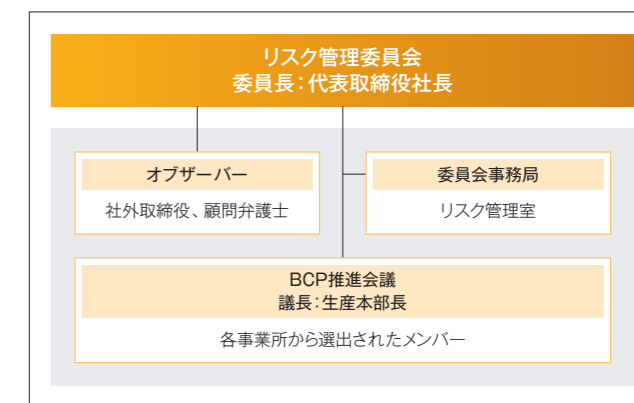 リスク管理委員会
委員長：代表取締役社長
オブザーバー
社外取締役、顧問弁護士
委員会事務局
リスク管理室
BCP推進会議
議長：生産本部長
各事業所から選出されたメンバー